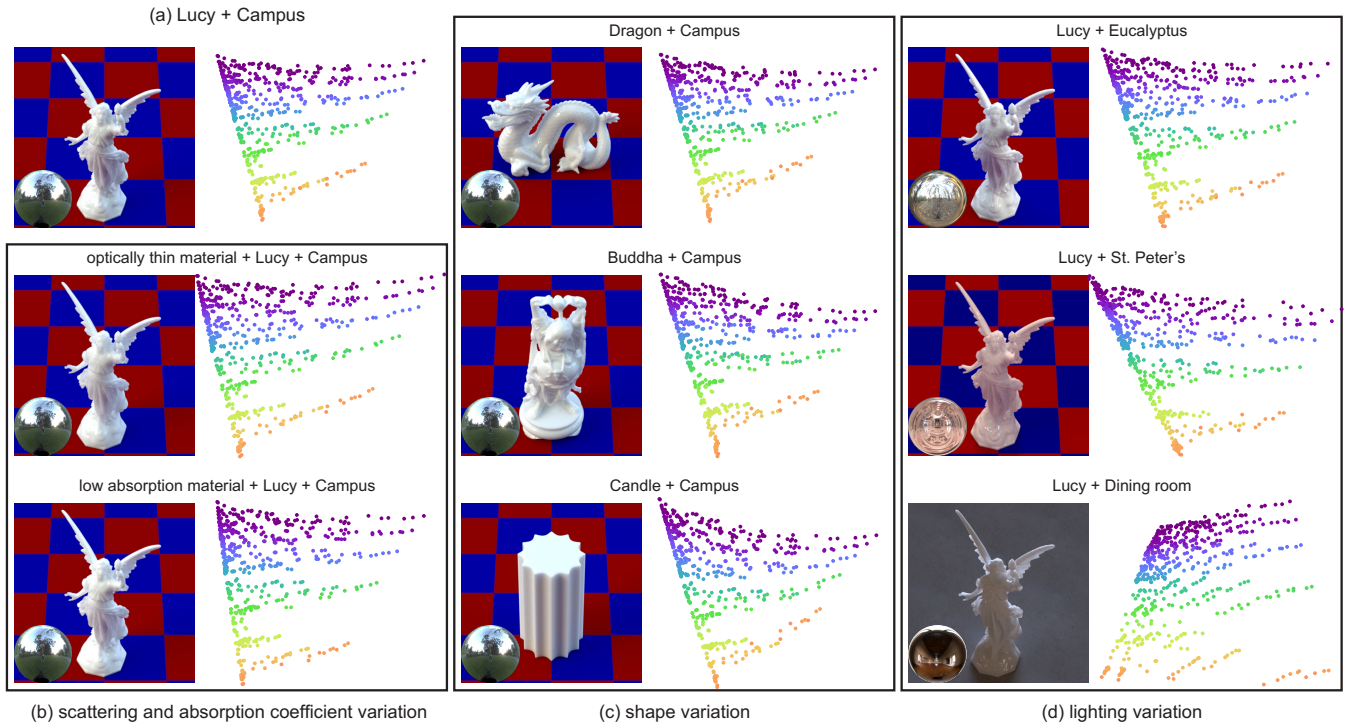 (a) Lucy + Campus
optically thin material + Lucy + Campus
low absorption material + Lucy + Campus
(b) scattering and absorption coefficient variation
Dragon + Campus
Buddha + Campus
Candle + Campus
(c) shape variation
Lucy + Eucalyptus
Lucy + St. Peter's
Lucy + Dining room
(d) lighting variation